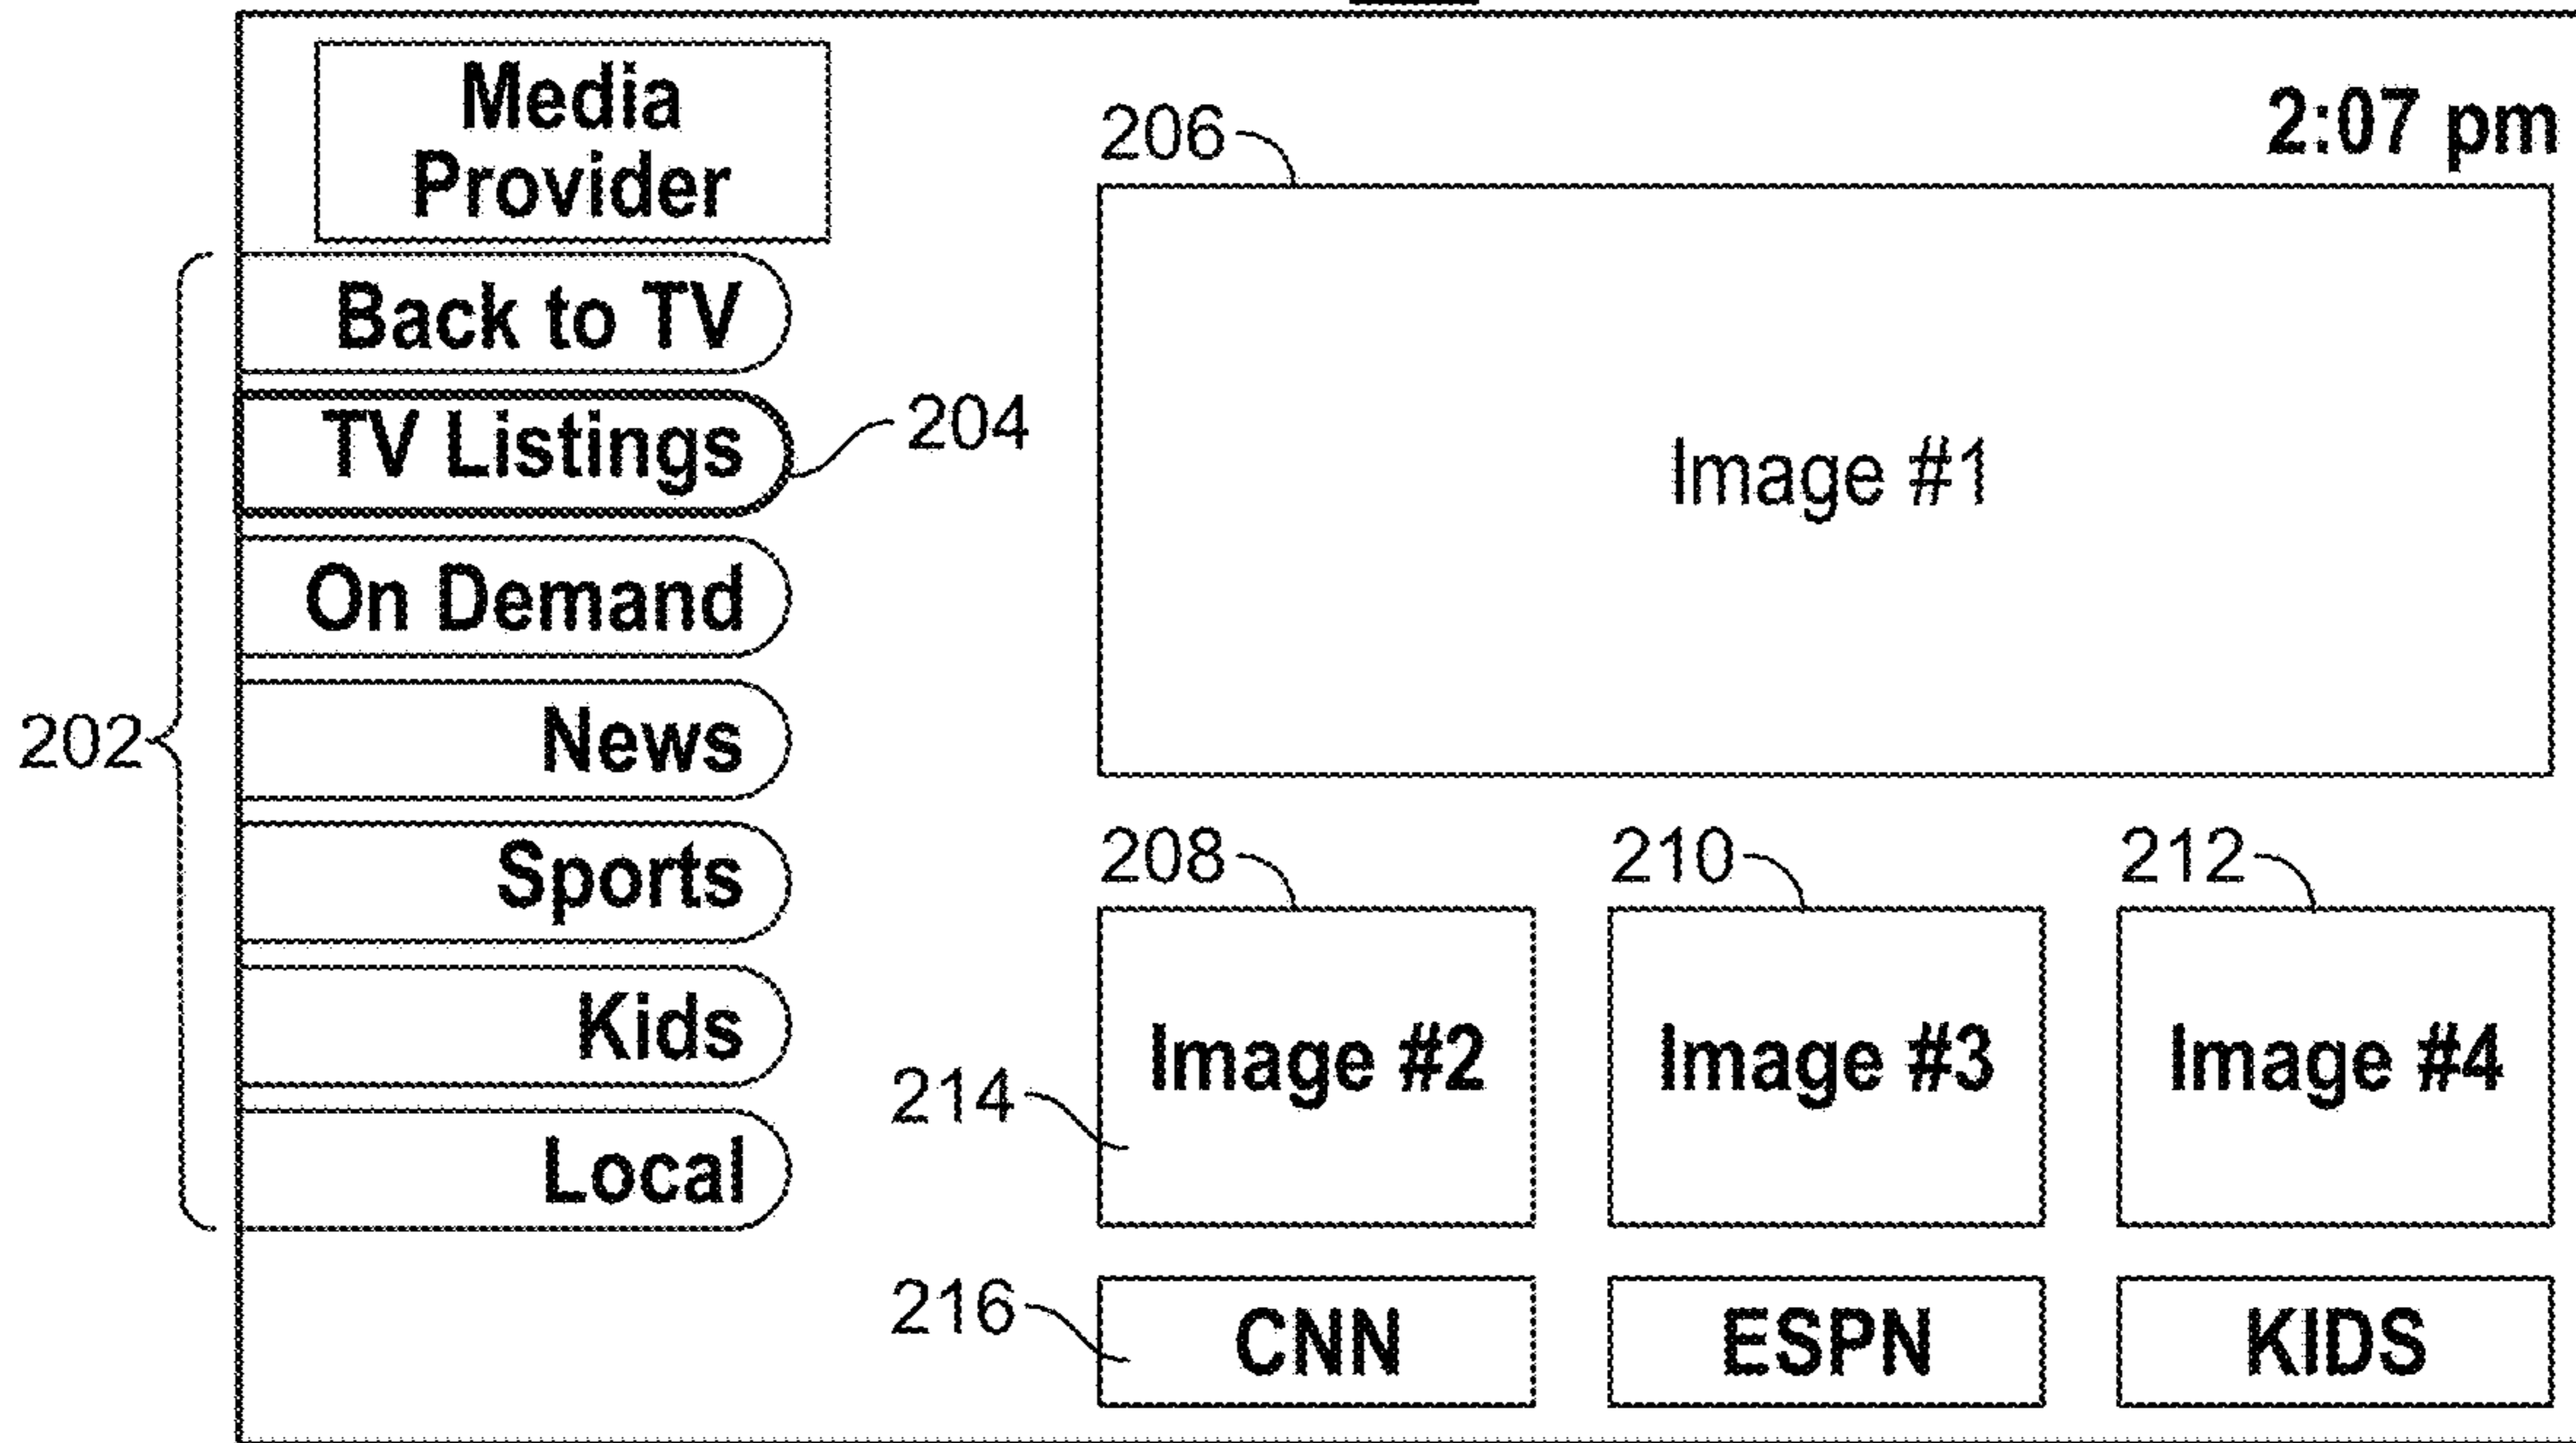 Media
Provider
2:07 pm
206
Back to TV
TV Listings
204
Image #1
On Demand
202
News
Sports
Kids
Local
208
210
212
Image #2
Image #3
Image #4
214
216
CNN
ESPN
KIDS